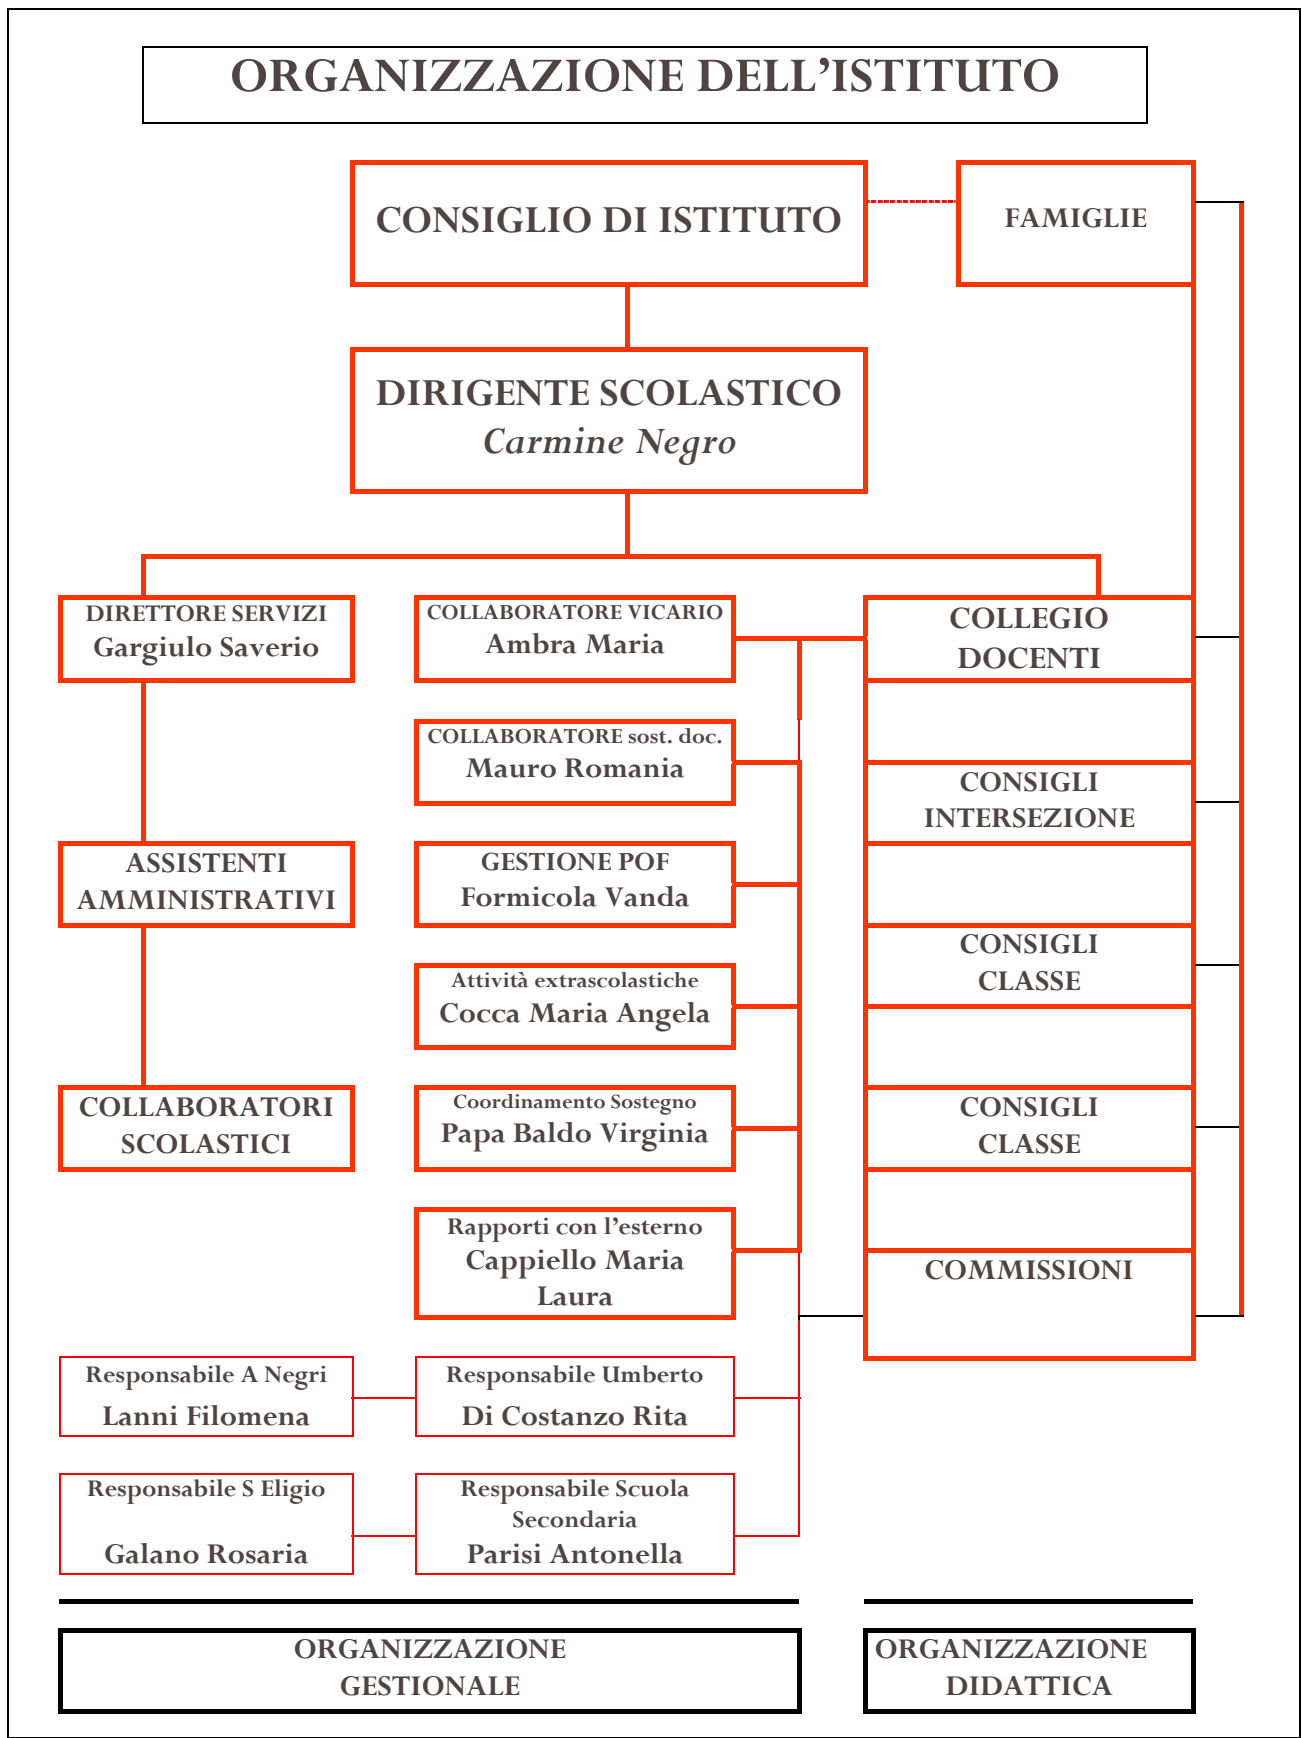 ORGANIZZAZIONE DELL’ISTITUTO
CONSIGLIO DI ISTITUTO
FAMIGLIE
DIRIGENTE SCOLASTICO
Carmine Negro
DIRETTORE SERVIZI
Gargiulo Saverio
COLLABORATORE VICARIO
Ambra Maria
COLLEGIO
DOCENTI
COLLABORATORE sost. doc.
Mauro Romania
CONSIGLI
INTERSEZIONE
ASSISTENTI
AMMINISTRATIVI
GESTIONE POF
Formicola Vanda
CONSIGLI
CLASSE
Attività extrascolastiche
Cocca Maria Angela
COLLABORATORI
SCOLASTICI
Coordinamento Sostegno
Papa Baldo Virginia
CONSIGLI
CLASSE
Rapporti con l’esterno
Cappiello Maria
Laura
COMMISSIONI
Responsabile A Negri
Lanni Filomena
Responsabile Umberto
Di Costanzo Rita
Responsabile S Eligio
Galano Rosaria
Responsabile Scuola
Secondaria
Parisi Antonella
ORGANIZZAZIONE
GESTIONALE
ORGANIZZAZIONE
DIDATTICA